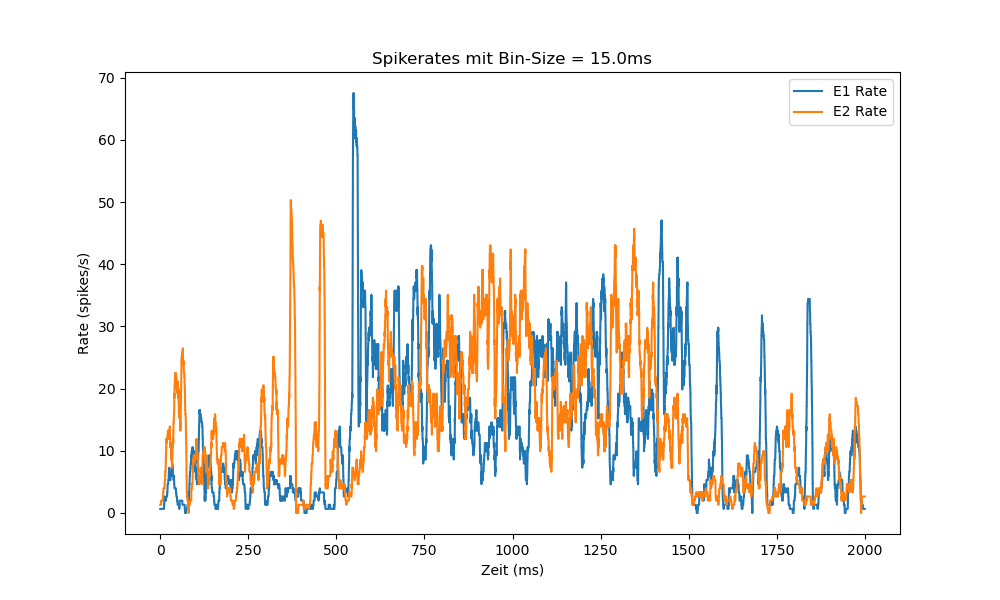 Spikerates mit Bin-Size = 15.0ms
70
60
50
40
30
20
10
0
Rate (spikes/s)
E1 Rate
E2 Rate
0 250 500 750 1000 1250 1500 1750 2000
Zeit (ms)